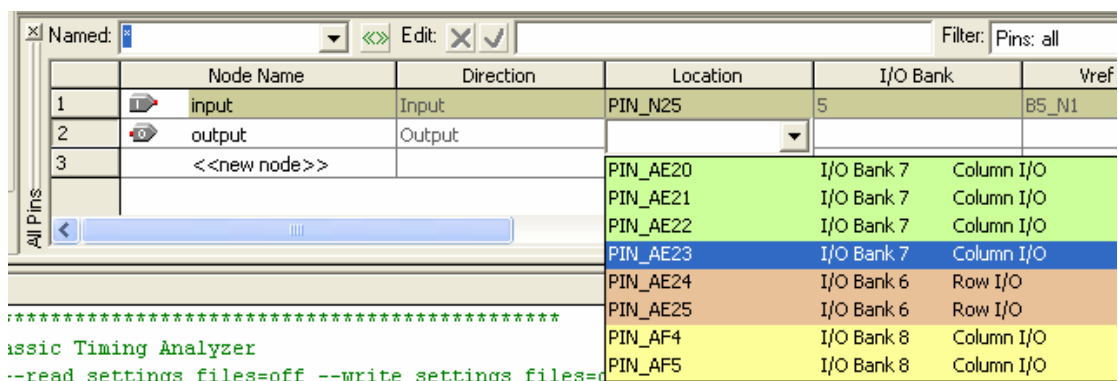 Named: * Edit: Filter: Pins: all
Node Name Direction Location I/O Bank Vref
1 input Input PIN_N25 5 B5_N1
2 output Output
3 <<new node>>
PIN_AE20 I/O Bank 7 Column I/O
PIN_AE21 I/O Bank 7 Column I/O
PIN_AE22 I/O Bank 7 Column I/O
PIN_AE23 I/O Bank 7 Column I/O
PIN_AE24 I/O Bank 6 Row I/O
PIN_AE25 I/O Bank 6 Row I/O
PIN_AF4 I/O Bank 8 Column I/O
PIN_AF5 I/O Bank 8 Column I/O
All Pins
*************************************************
assic Timing Analyzer
--read_settings_files=off --write_settings_files=